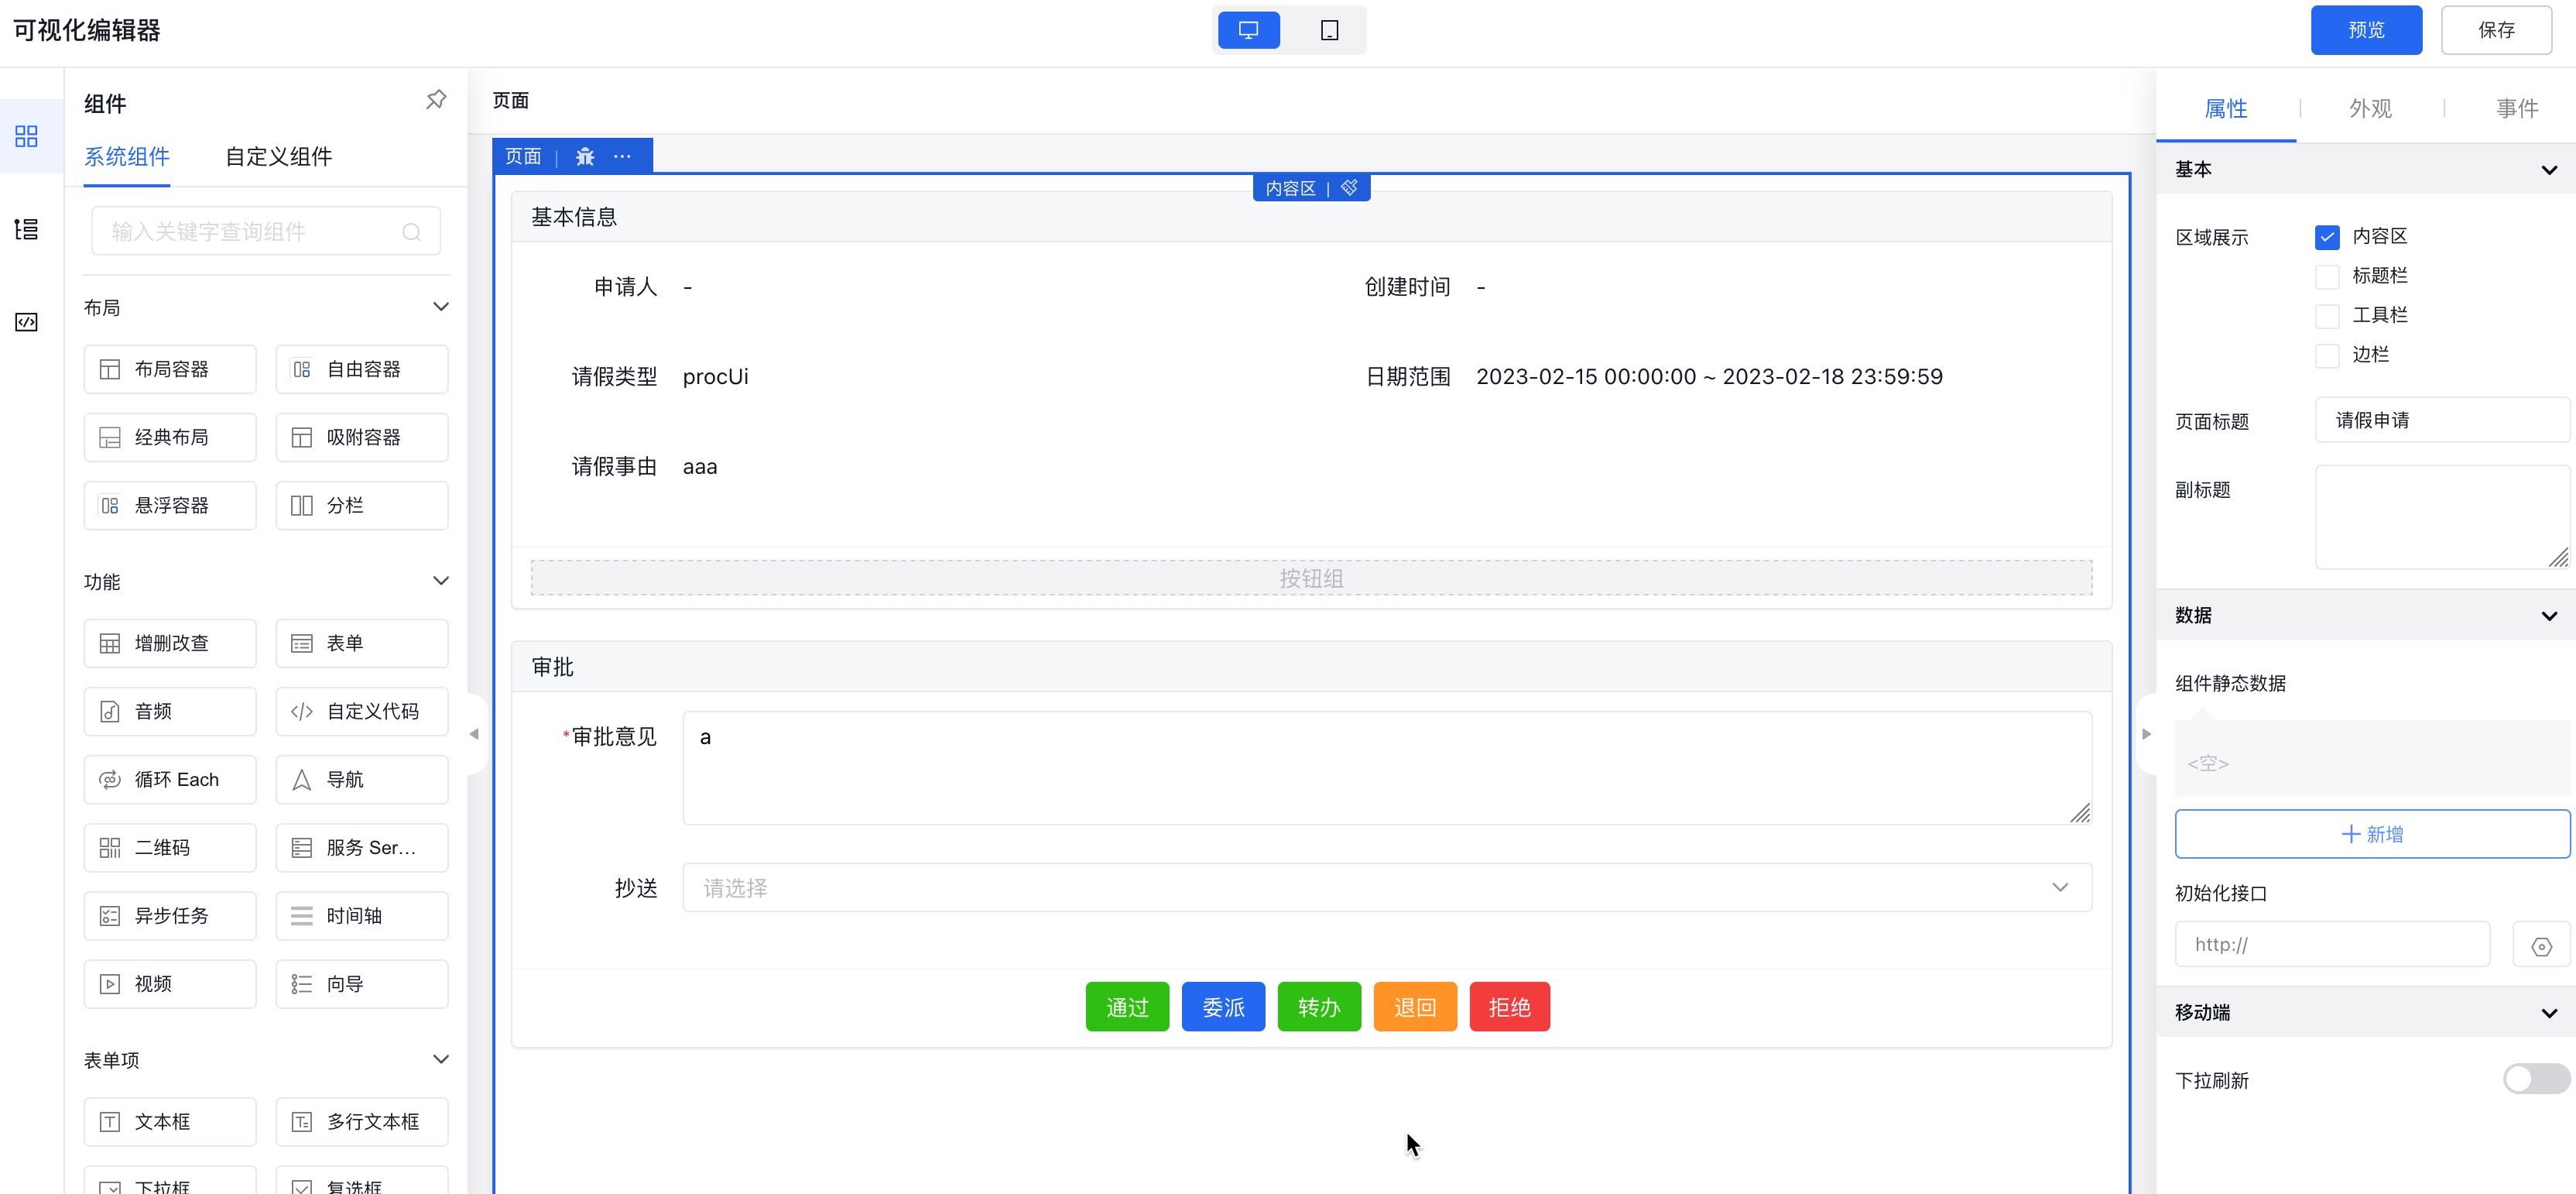 可视化编辑器
预览
保存
组件
系统组件
自定义组件
输入关键字查询组件
布局
布局容器
自由容器
经典布局
吸附容器
悬浮容器
分栏
功能
增删改查
表单
音频
自定义代码
循环 Each
导航
二维码
服务 Ser...
异步任务
时间轴
视频
向导
表单项
文本框
多行文本框
下拉框
复选框
页面
页面 | ...
内容区 |
基本信息
申请人 -
创建时间 -
请假类型 procUi
日期范围 2023-02-15 00:00:00 ~ 2023-02-18 23:59:59
请假事由 aaa
按钮组
审批
*审批意见 a
抄送 请选择
通过 委派 转办 退回 拒绝
属性 | 外观 | 事件
基本
区域展示
内容区
标题栏
工具栏
边栏
页面标题 请假申请
副标题
数据
组件静态数据
<空>
新增
初始化接口
http://
移动端
下拉刷新